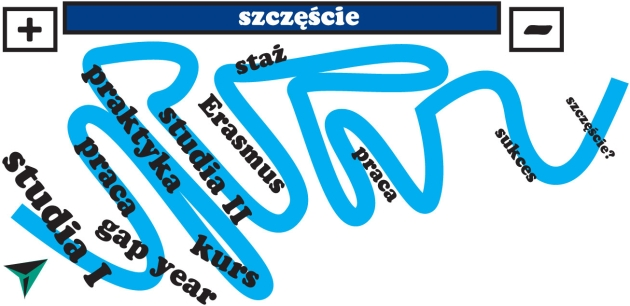 szczęście
+
-
staż
praktyka
Erasmus
studia II
praca
studia I
gap year
kurs
praca
sukces
szczęście?